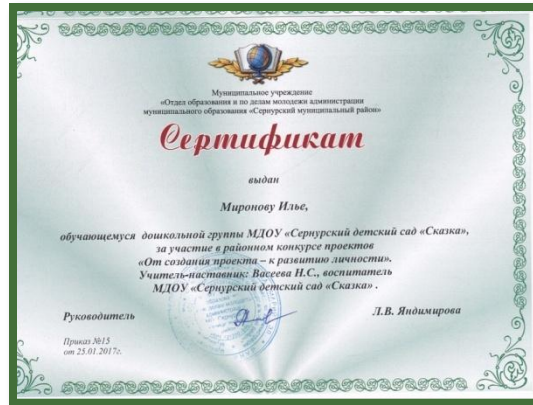 Муниципальное учреждение
«Отдел образования и по делам молодежи администрации
муниципального образования «Сернурский муниципальный район»
Сертификат
выдан
Миронову Илье,
обучающемуся дошкольной группы МДОУ «Сернурский детский сад «Сказка»,
за участие в районном конкурсе проектов
«От создания проекта – к развитию личности».
Учитель-наставник: Васеева Н.С., воспитатель
МДОУ «Сернурский детский сад «Сказка» .
Руководитель
Л.В. Яндимирова
Приказ №15
от 25.01.2017г.